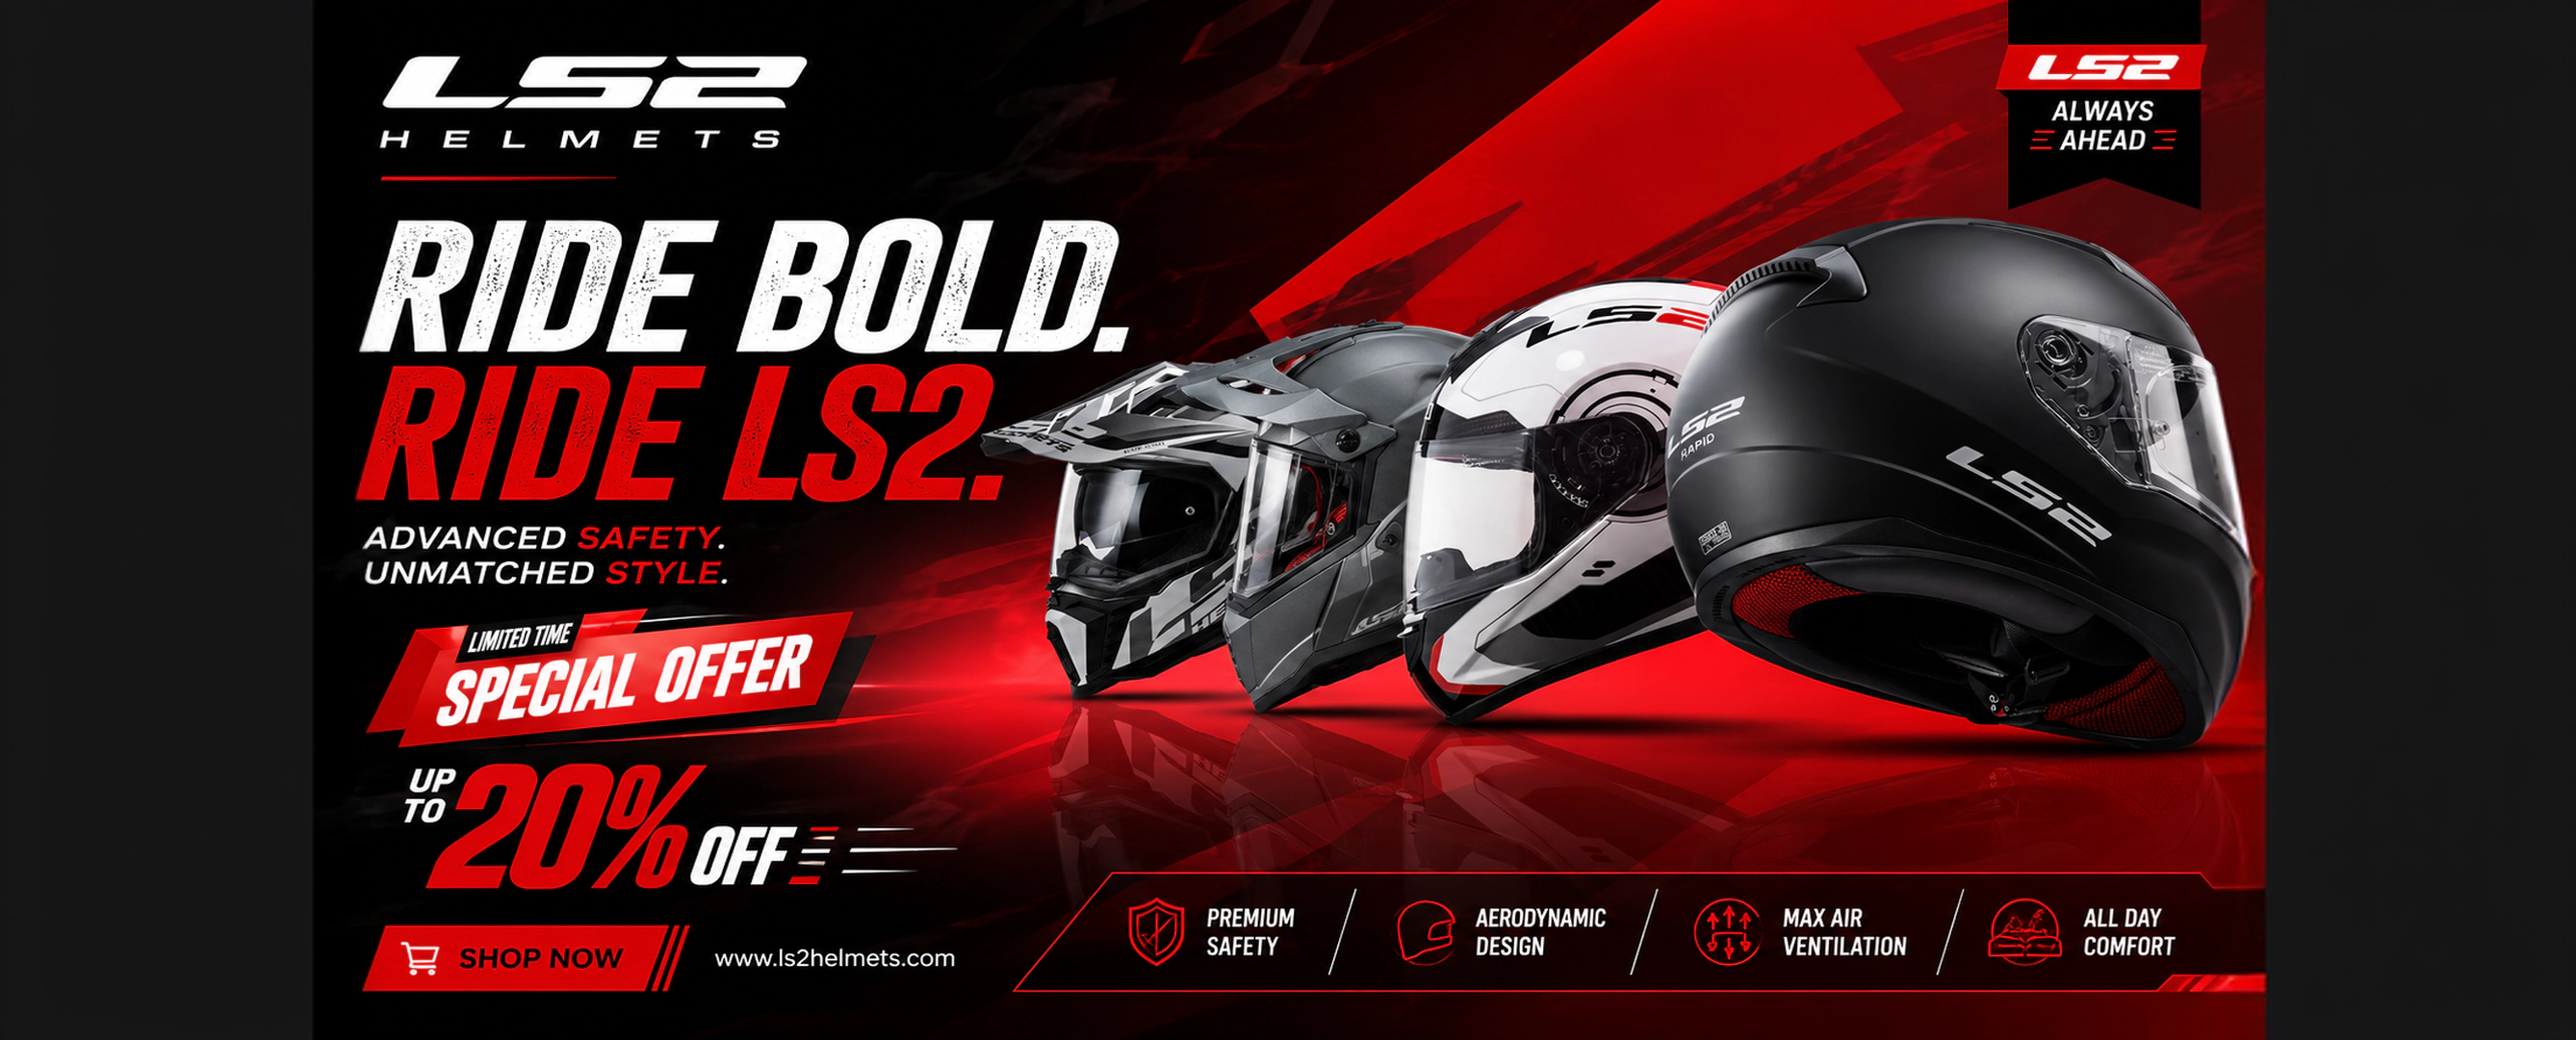 LS2
HELMETS
RIDE BOLD.
RIDE LS2.
ADVANCED SAFETY.
UNMATCHED STYLE.
LIMITED TIME
SPECIAL OFFER
UP
TO
20%
OFF
SHOP NOW
www.ls2helmets.com
LS2
ALWAYS
AHEAD
LS2
LS2
RAPID
LS2
PREMIUM
SAFETY
AERODYNAMIC
DESIGN
MAX AIR
VENTILATION
ALL DAY
COMFORT